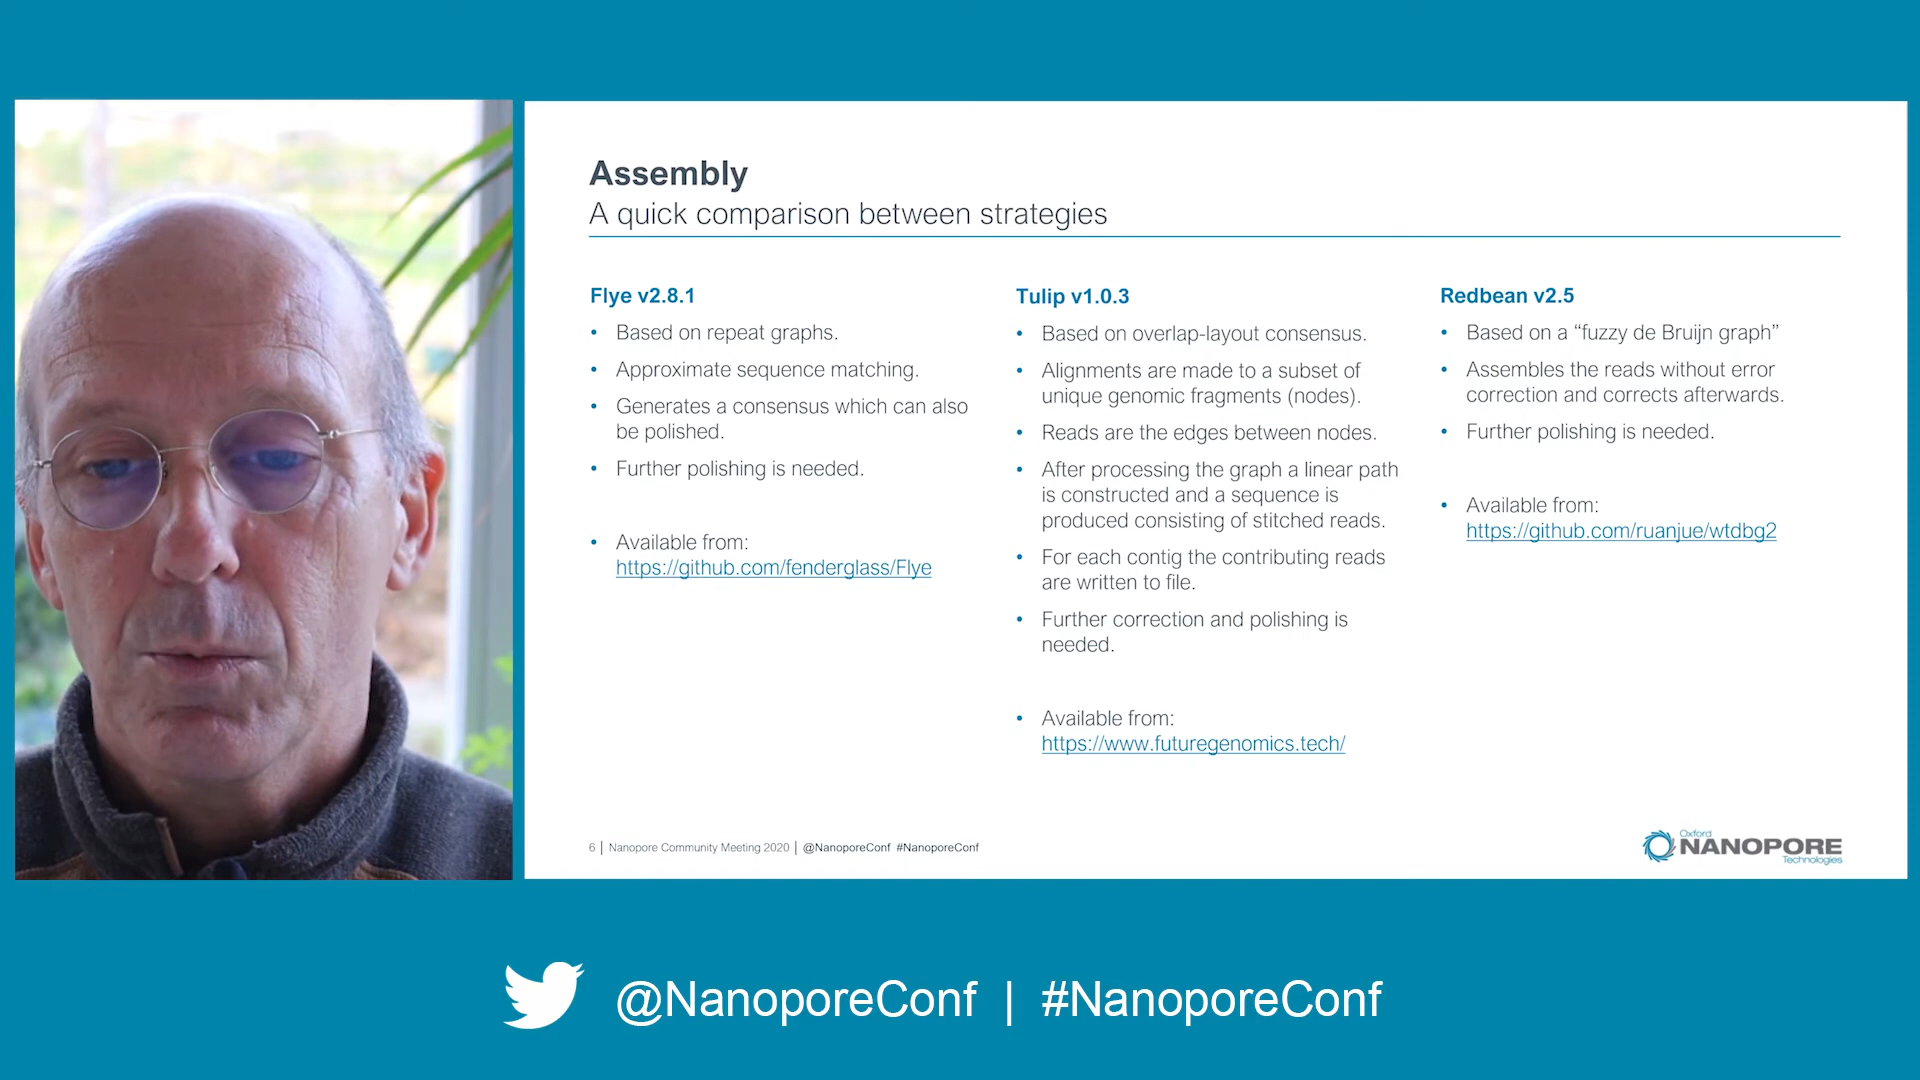 Assembly
A quick comparison between strategies
Flye v2.8.1
• Based on repeat graphs.
• Approximate sequence matching.
• Generates a consensus which can also
be polished.
• Further polishing is needed.
• Available from:
https://github.com/fenderglass/Flye
Tulip v1.0.3
• Based on overlap-layout consensus.
• Alignments are made to a subset of
unique genomic fragments (nodes).
• Reads are the edges between nodes.
• After processing the graph a linear path
is constructed and a sequence is
produced consisting of stitched reads.
• For each contig the contributing reads
are written to file.
• Further correction and polishing is
needed.
• Available from:
https://www.futuregenomics.tech/
Redbean v2.5
• Based on a “fuzzy de Bruijn graph”
• Assembles the reads without error
correction and corrects afterwards.
• Further polishing is needed.
• Available from:
https://github.com/ruanjue/wtdbg2
6 | Nanopore Community Meeting 2020 | @NanoporeConf #NanoporeConf
Oxford
NANOPORE
Technologies
@NanoporeConf | #NanoporeConf